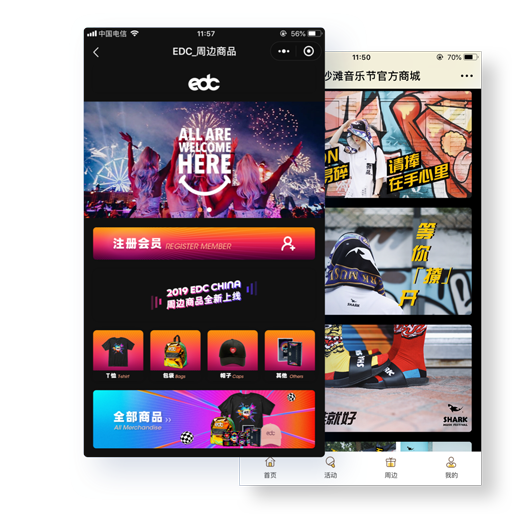 中国电信 11:57 56%
EDC_周边商品
edc
ALL ARE
WELCOME
HERE
注册会员 REGISTER MEMBER
2019 EDC CHINA
周边商品全新上线
T恤 T-shirt
包袋 Bags
帽子 Caps
其他 Others
全部商品
All Merchandise
11:50 70%
沙滩音乐节官方商城
ON
易碎
请捧
在手心里
等
你
「撩」
开
SHARK
就好
SHARK
首页
活动
周边
我的